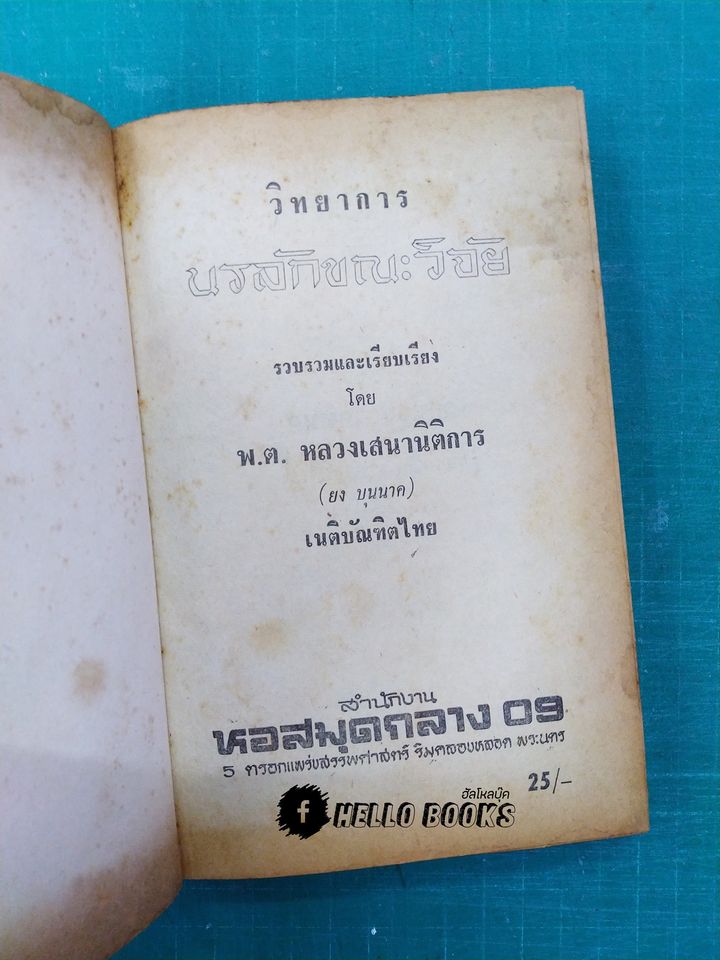 วิทยาการ
นรลักขณะวิจัย
รวบรวมและเรียบเรียง
โดย
พ.ต. หลวงเสนานิติการ
(ยง บุนนาค)
เนติบัณฑิตไทย
สำนักงาน
หอสมุดกลาง 09
5 ตรอกแพร่งสรรพศาสตร์ ริมคลองหลอด พระนคร
25/-
ฮัลโหลบุ๊ค
f HELLO BOOKS